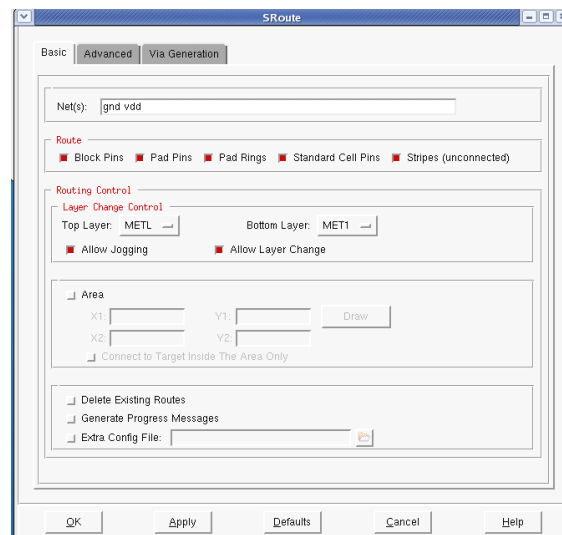 SRoute
Basic Advanced Via Generation
Net(s): gnd vdd
Route
Block Pins Pad Pins Pad Rings Standard Cell Pins Stripes (unconnected)
Routing Control
Layer Change Control
Top Layer: METL Bottom Layer: MET1
Allow Jogging Allow Layer Change
Area
X1: Y1: Draw
X2: Y2:
Connect to Target Inside The Area Only
Delete Existing Routes
Generate Progress Messages
Extra Config File:
OK Apply Defaults Cancel Help